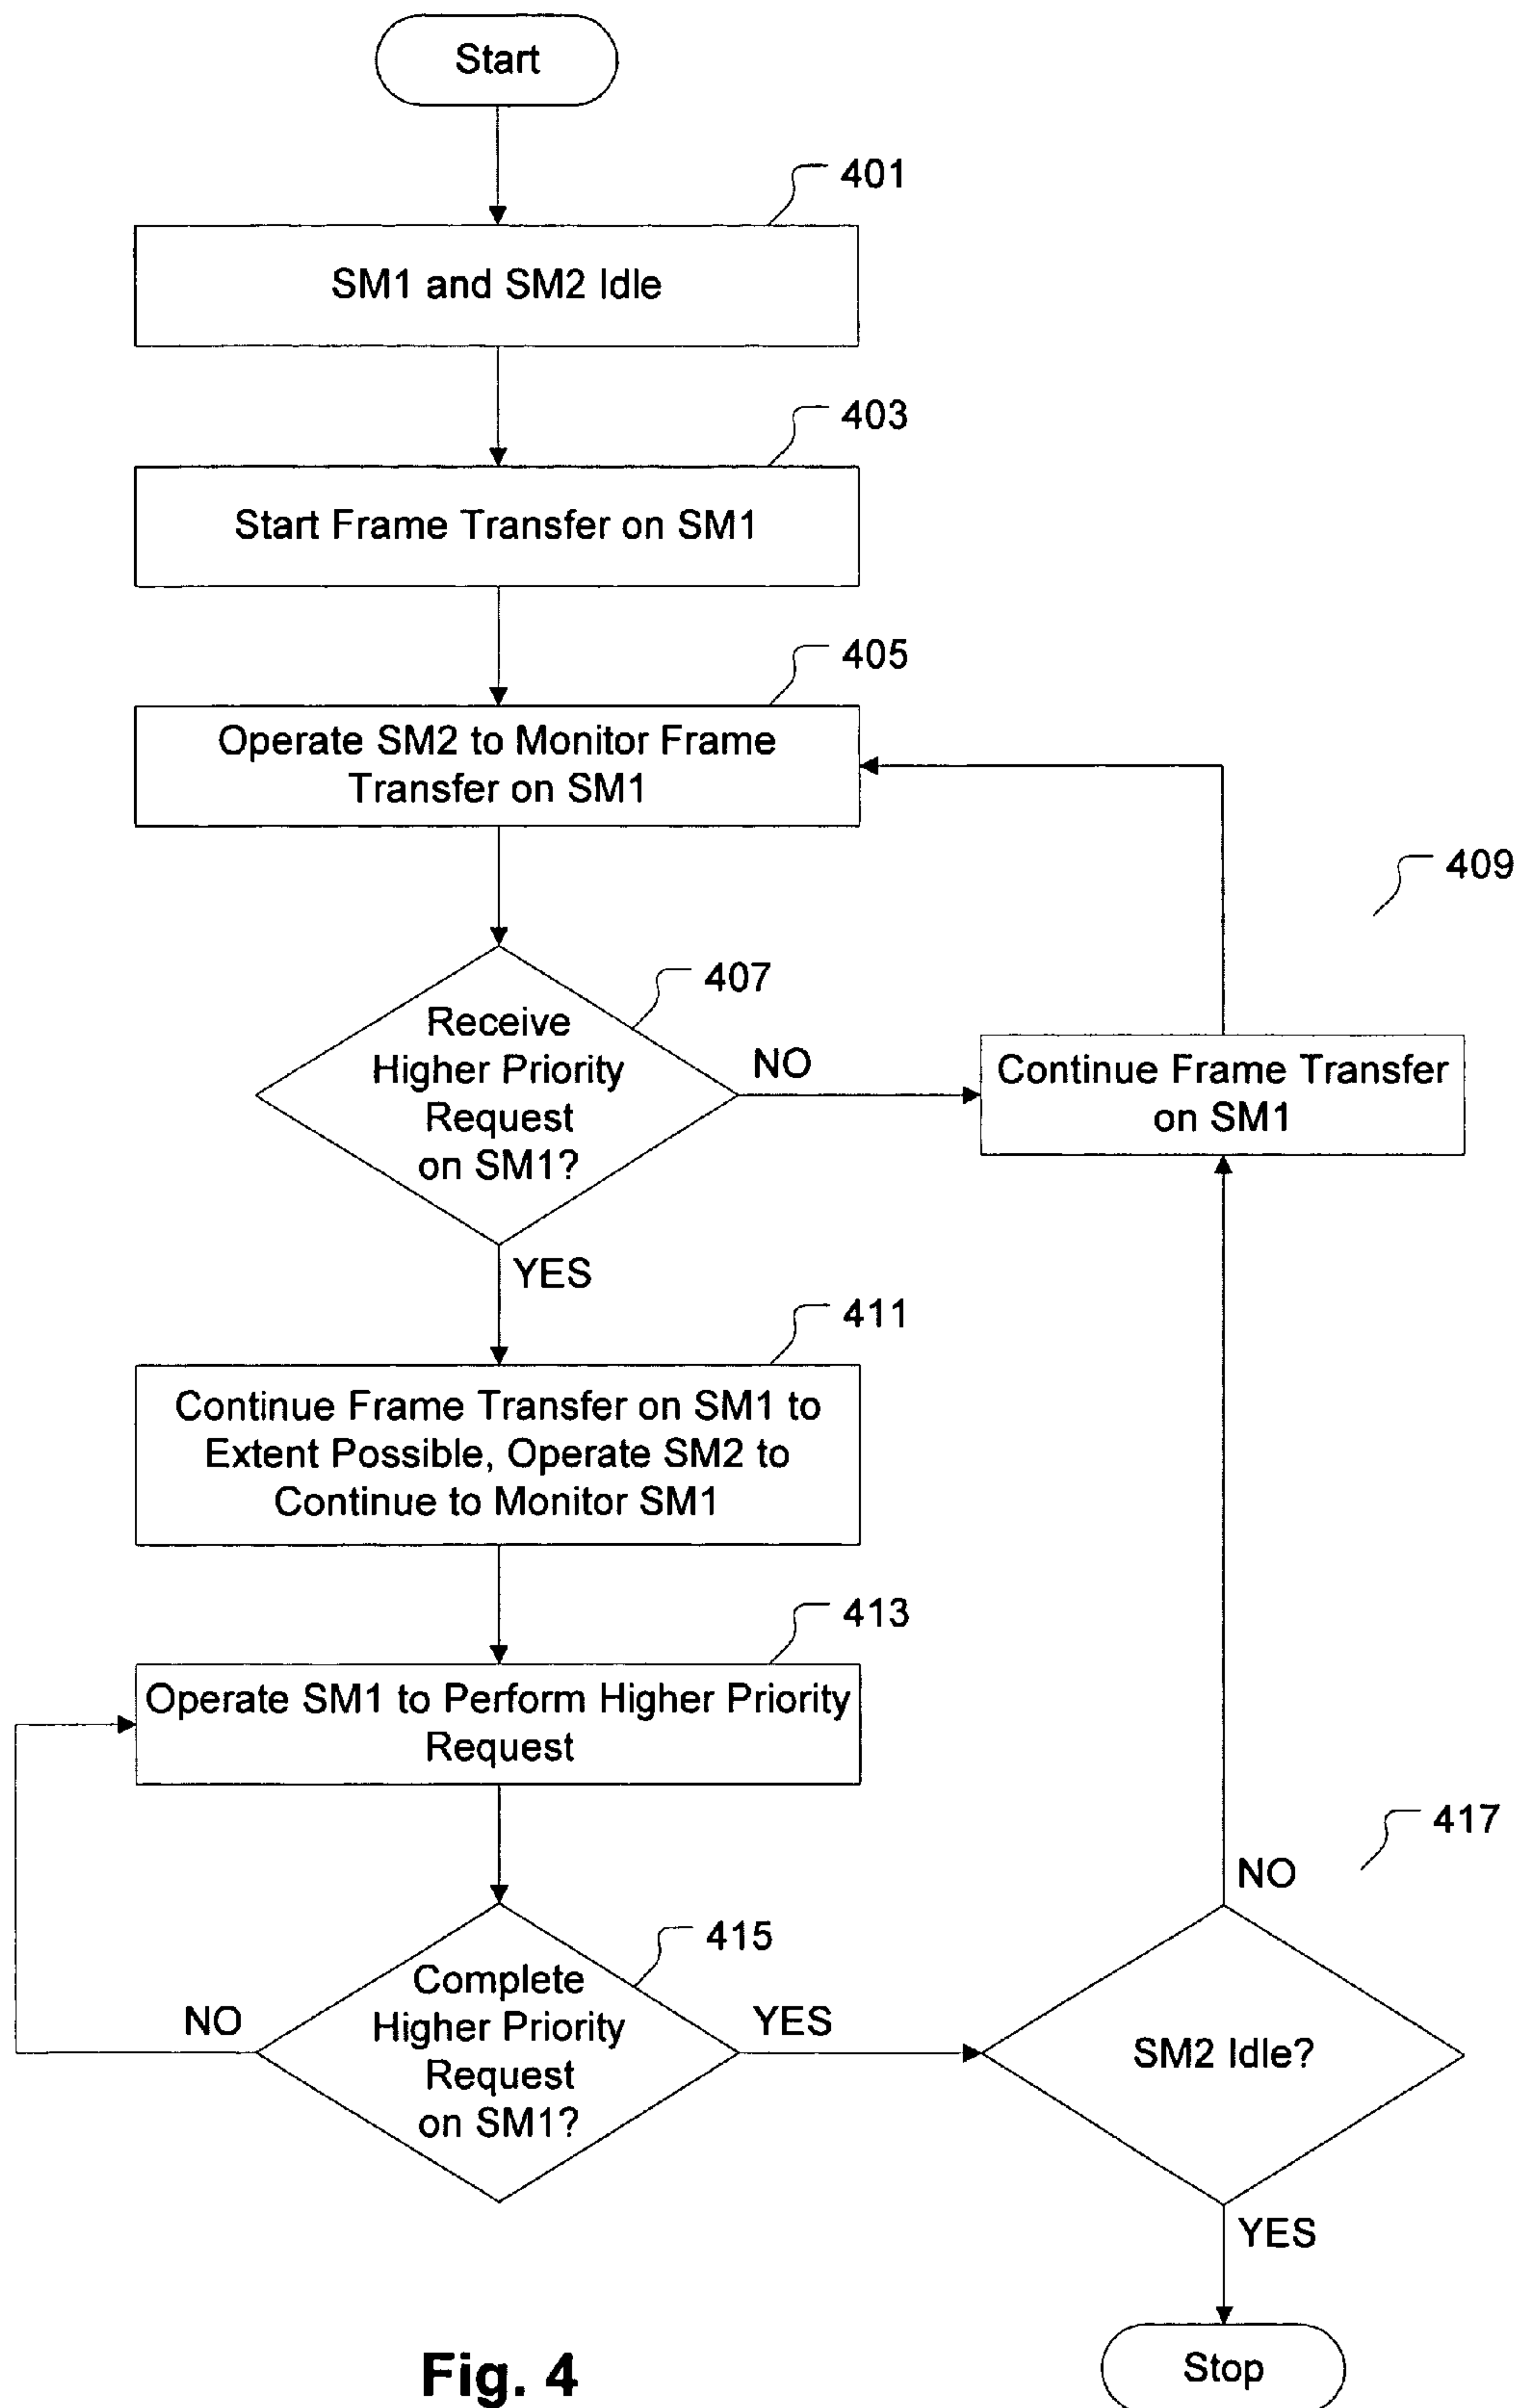 Start
401
SM1 and SM2 Idle
403
Start Frame Transfer on SM1
405
Operate SM2 to Monitor Frame
Transfer on SM1
409
407
Receive
Higher Priority
Request
on SM1?
NO
Continue Frame Transfer
on SM1
YES
411
Continue Frame Transfer on SM1 to
Extent Possible, Operate SM2 to
Continue to Monitor SM1
413
Operate SM1 to Perform Higher Priority
Request
417
NO
415
Complete
Higher Priority
Request
on SM1?
NO
YES
SM2 Idle?
YES
Stop
Fig. 4